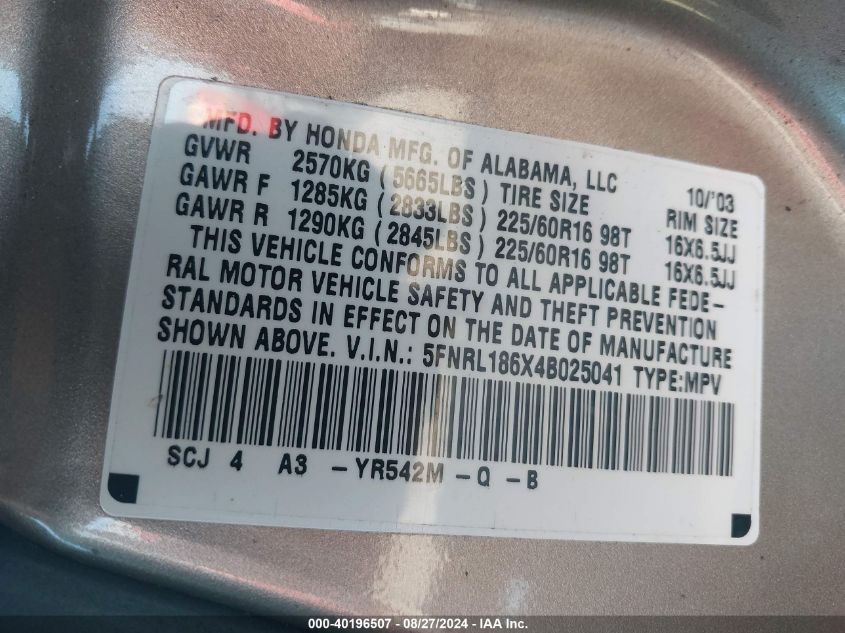 MFD. BY HONDA MFG. OF ALABAMA, LLC 10/'03
GVWR 2570KG (5665LBS) TIRE SIZE RIM SIZE
GAWR F 1285KG (2833LBS) 225/60R16 98T 16X6.5JJ
GAWR R 1290KG (2845LBS) 225/60R16 98T 16X6.5JJ
THIS VEHICLE CONFORMS TO ALL APPLICABLE FEDE-
RAL MOTOR VEHICLE SAFETY AND THEFT PREVENTION
STANDARDS IN EFFECT ON THE DATE OF MANUFACTURE
SHOWN ABOVE. V.I.N.: 5FNRL186X4B025041 TYPE:MPV
SCJ 4 A3 -YR542M -Q -B
###-40196507 - 08/27/2024 - IAA Inc.###